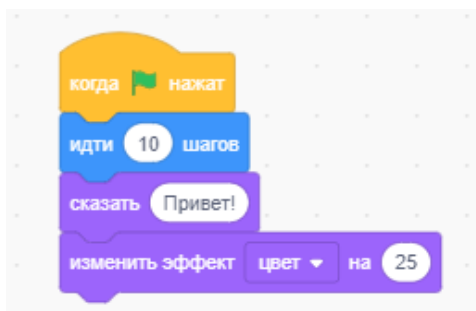 когда нажат
идти 10 шагов
сказать Привет!
изменить эффект цвет на 25